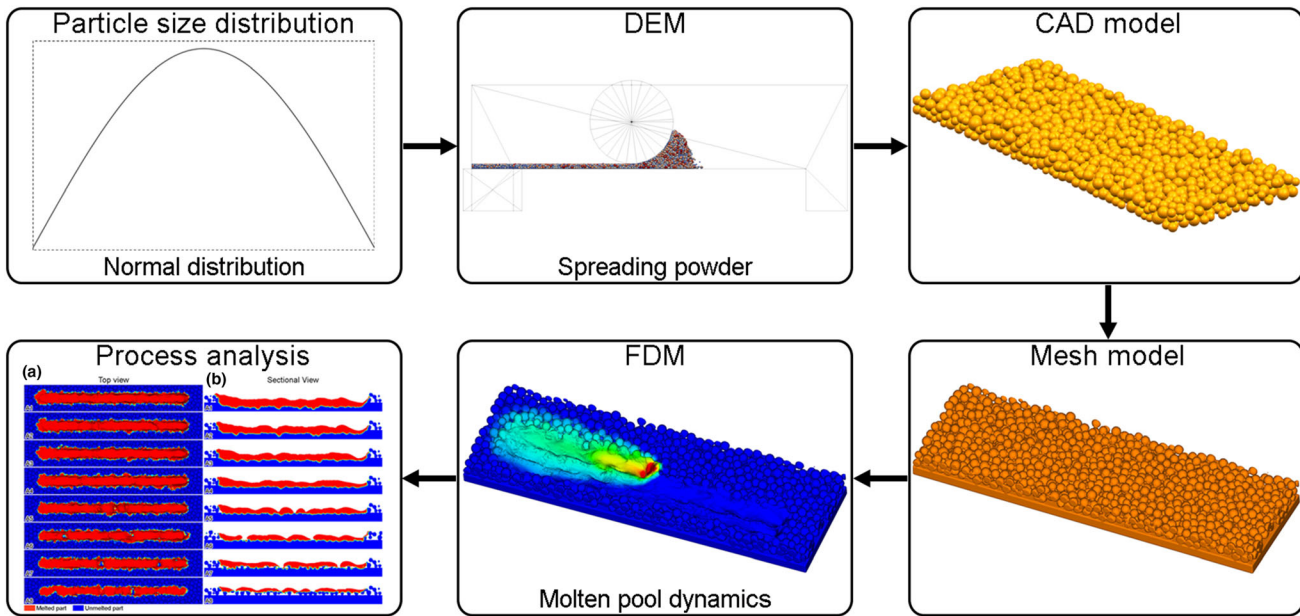 Particle size distribution
Normal distribution
DEM
Spreading powder
CAD model
Mesh model
FDM
Molten pool dynamics
Process analysis
(a)
Top view
(b)
Sectional View
Melted part
Unmelted part